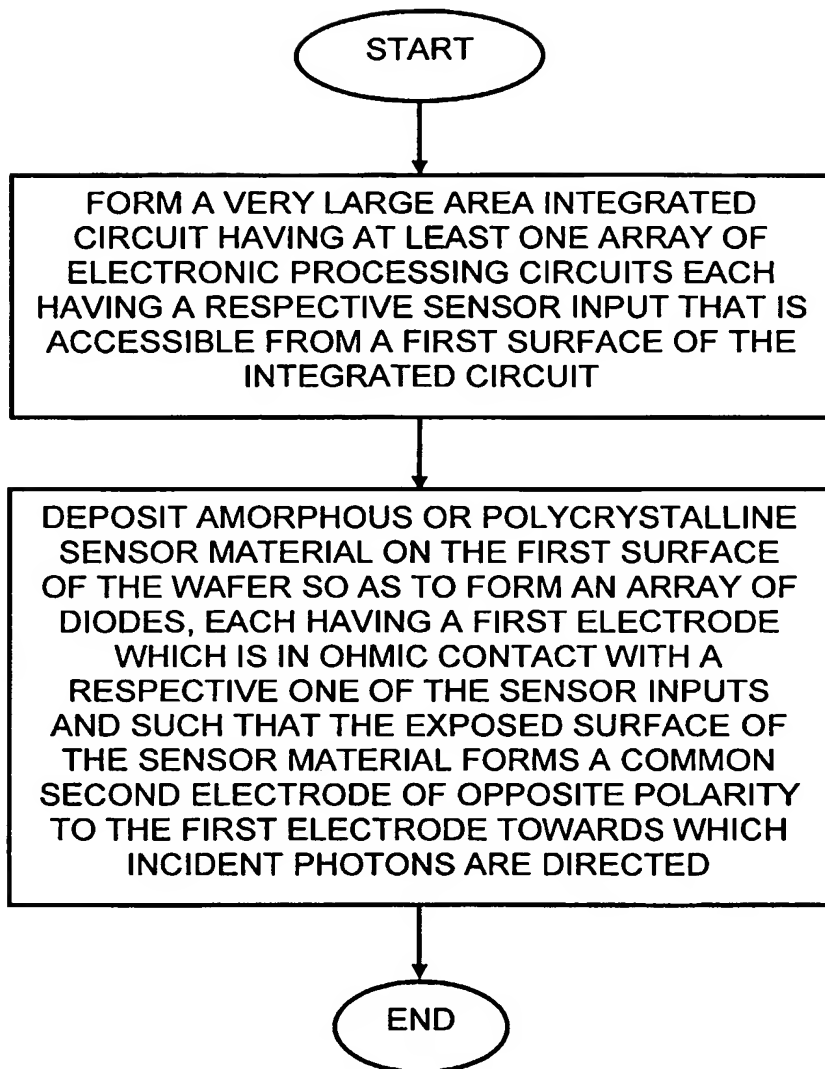 START
FORM A VERY LARGE AREA INTEGRATED
CIRCUIT HAVING AT LEAST ONE ARRAY OF
ELECTRONIC PROCESSING CIRCUITS EACH
HAVING A RESPECTIVE SENSOR INPUT THAT IS
ACCESSIBLE FROM A FIRST SURFACE OF THE
INTEGRATED CIRCUIT
DEPOSIT AMORPHOUS OR POLYCRYSTALLINE
SENSOR MATERIAL ON THE FIRST SURFACE
OF THE WAFER SO AS TO FORM AN ARRAY OF
DIODES, EACH HAVING A FIRST ELECTRODE
WHICH IS IN OHMIC CONTACT WITH A
RESPECTIVE ONE OF THE SENSOR INPUTS
AND SUCH THAT THE EXPOSED SURFACE OF
THE SENSOR MATERIAL FORMS A COMMON
SECOND ELECTRODE OF OPPOSITE POLARITY
TO THE FIRST ELECTRODE TOWARDS WHICH
INCIDENT PHOTONS ARE DIRECTED
END